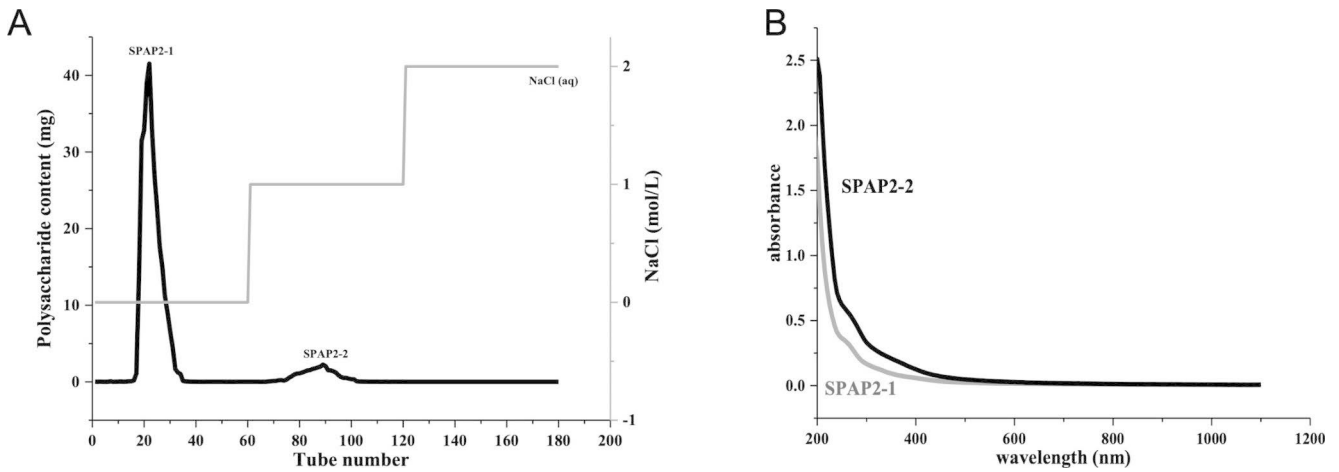 A
SPAP2-1
NaCl (aq)
SPAP2-2
Polysaccharide content (mg)
40
30
20
10
0
NaCl (mol/L)
2
1
0
-1
0 20 40 60 80 100 120 140 160 180 200
Tube number
B
SPAP2-2
SPAP2-1
absorbance
2.5
2.0
1.5
1.0
0.5
0.0
200 400 600 800 1000 1200
wavelength (nm)